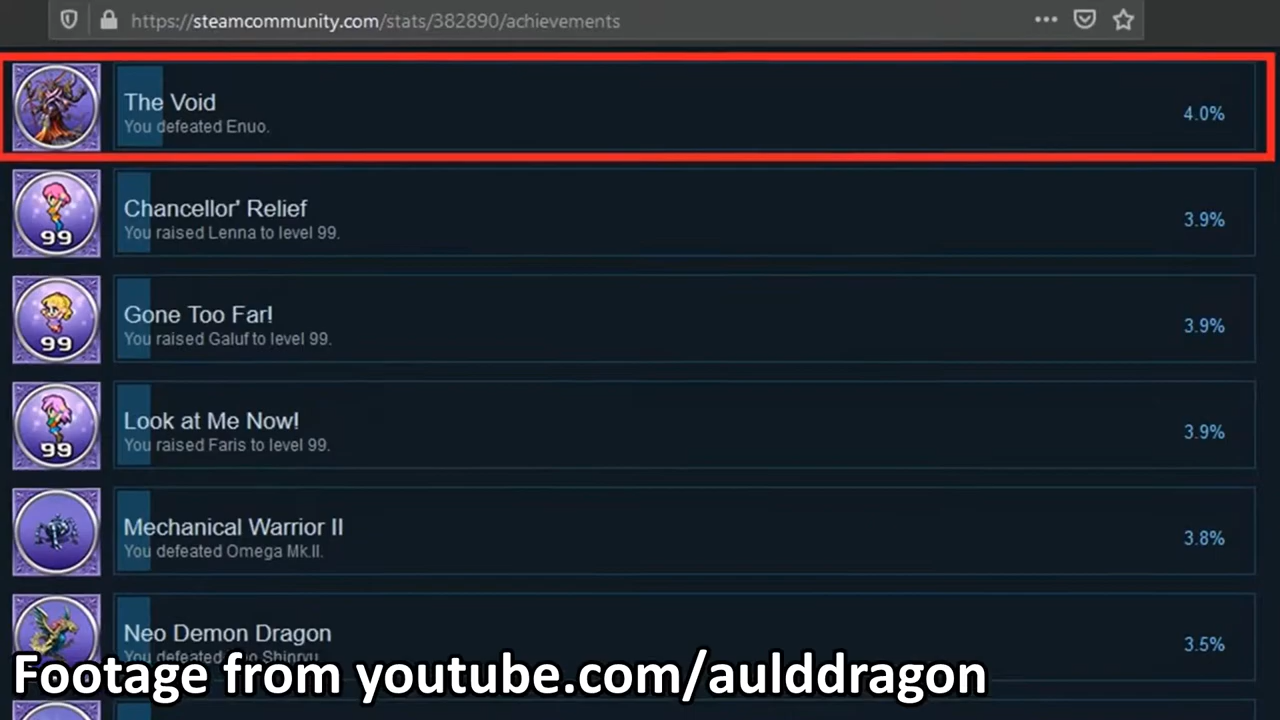 https://steamcommunity.com/stats/382890/achievements
The Void
You defeated Enuo.
4.0%
99
Chancellor' Relief
You raised Lenna to level 99.
3.9%
99
Gone Too Far!
You raised Galuf to level 99.
3.9%
99
Look at Me Now!
You raised Faris to level 99.
3.9%
Mechanical Warrior II
You defeated Omega Mk.II.
3.8%
Neo Demon Dragon
You defeated Shinryu
3.5%
Footage from youtube.com/aulddragon